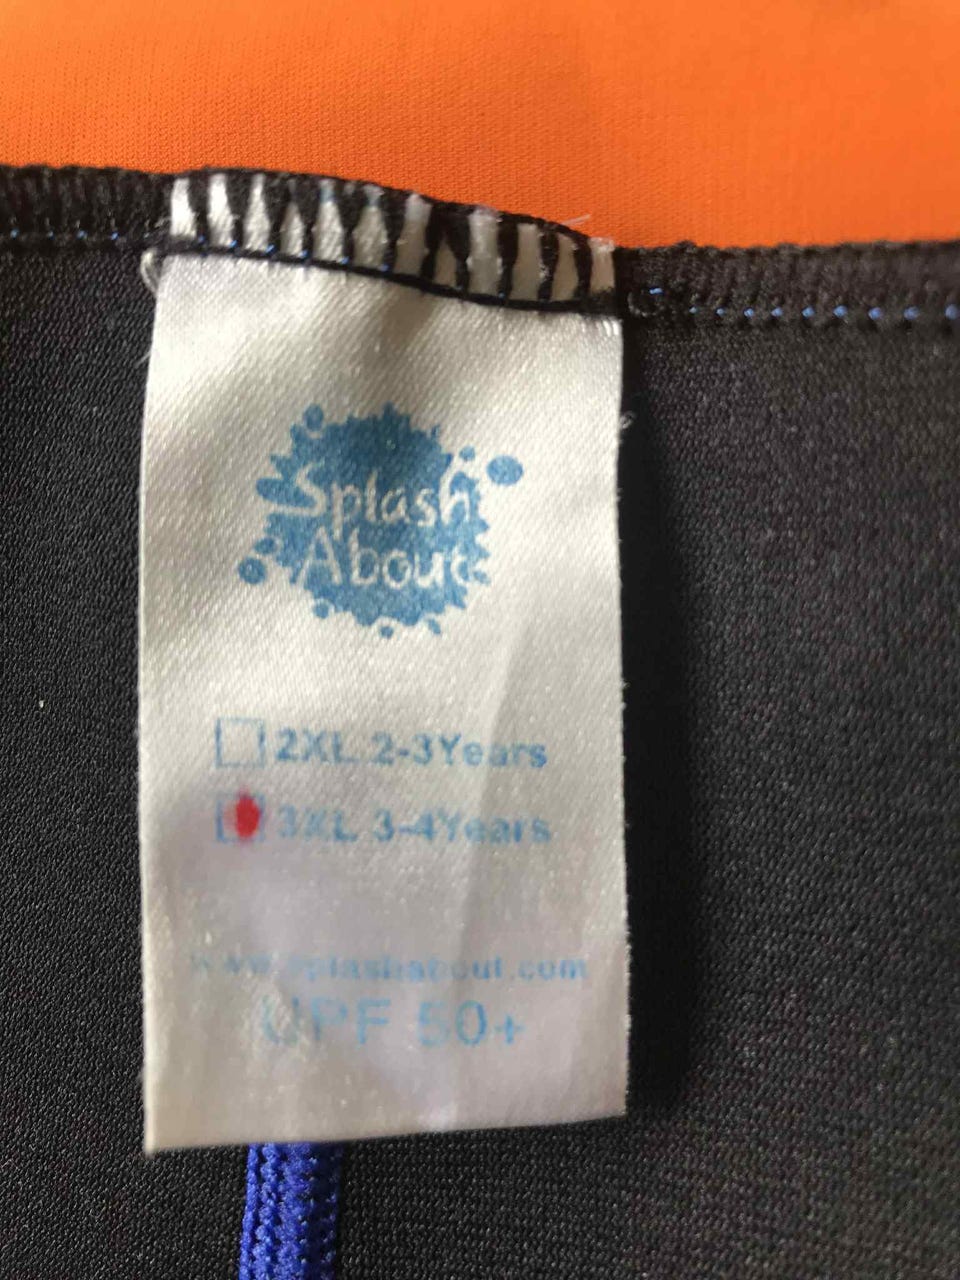 Splash
About
2XL 2-3Years
3XL 3-4Years
www.splashabout.com
UPF 50+